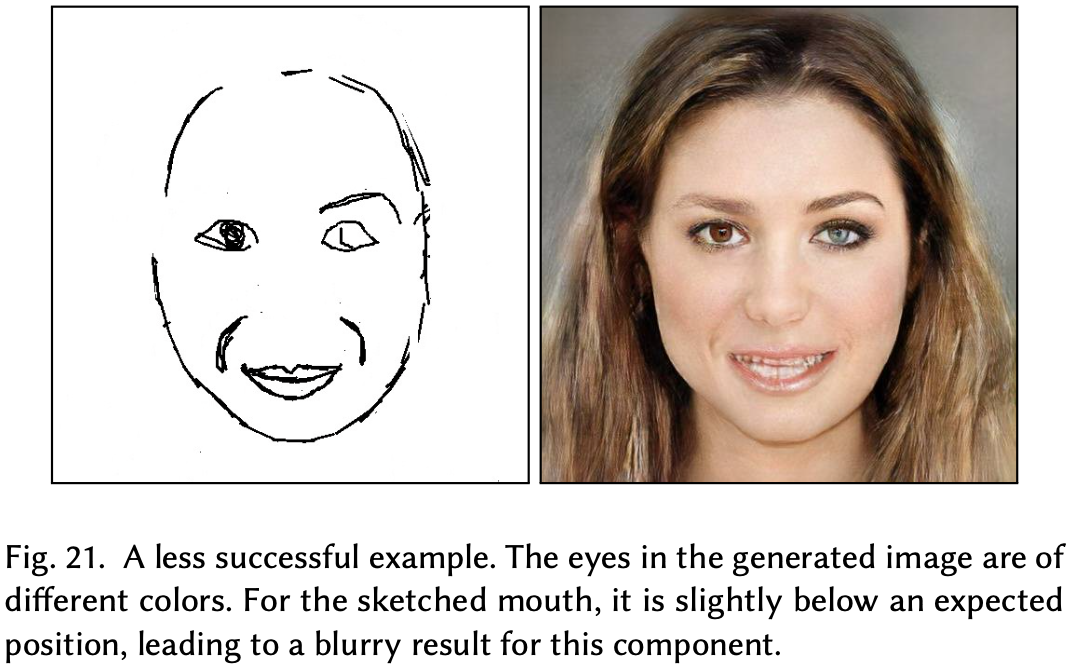 Fig. 21. A less successful example. The eyes in the generated image are of
different colors. For the sketched mouth, it is slightly below an expected
position, leading to a blurry result for this component.